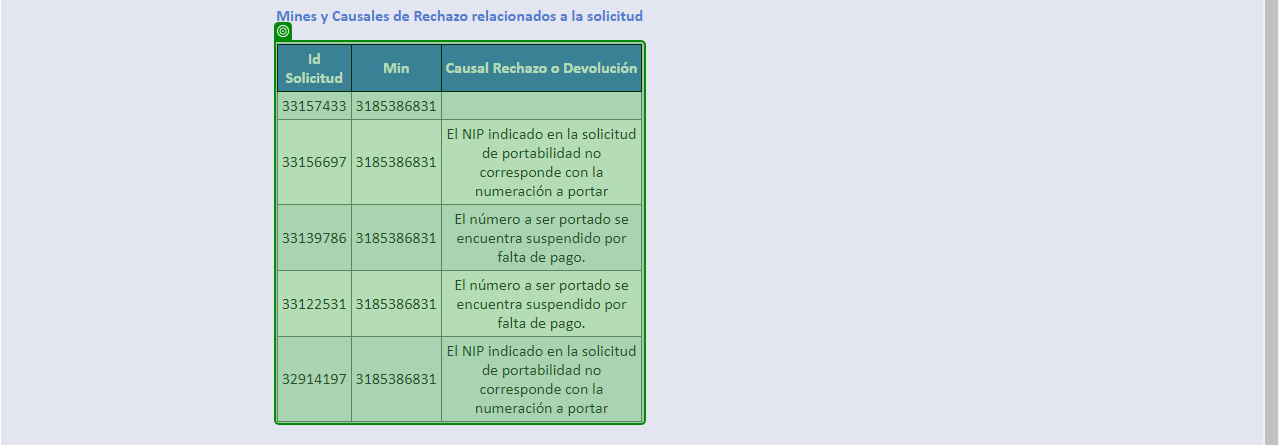 Mines y Causales de Rechazo relacionados a la solicitud
Id
Solicitud
Min
Causal Rechazo o Devolución
33157433
3185386831
33156697
3185386831
El NIP indicado en la solicitud
de portabilidad no
corresponde con la
numeración a portar
33139786
3185386831
El número a ser portado se
encuentra suspendido por
falta de pago.
33122531
3185386831
El número a ser portado se
encuentra suspendido por
falta de pago.
32914197
3185386831
El NIP indicado en la solicitud
de portabilidad no
corresponde con la
numeración a portar